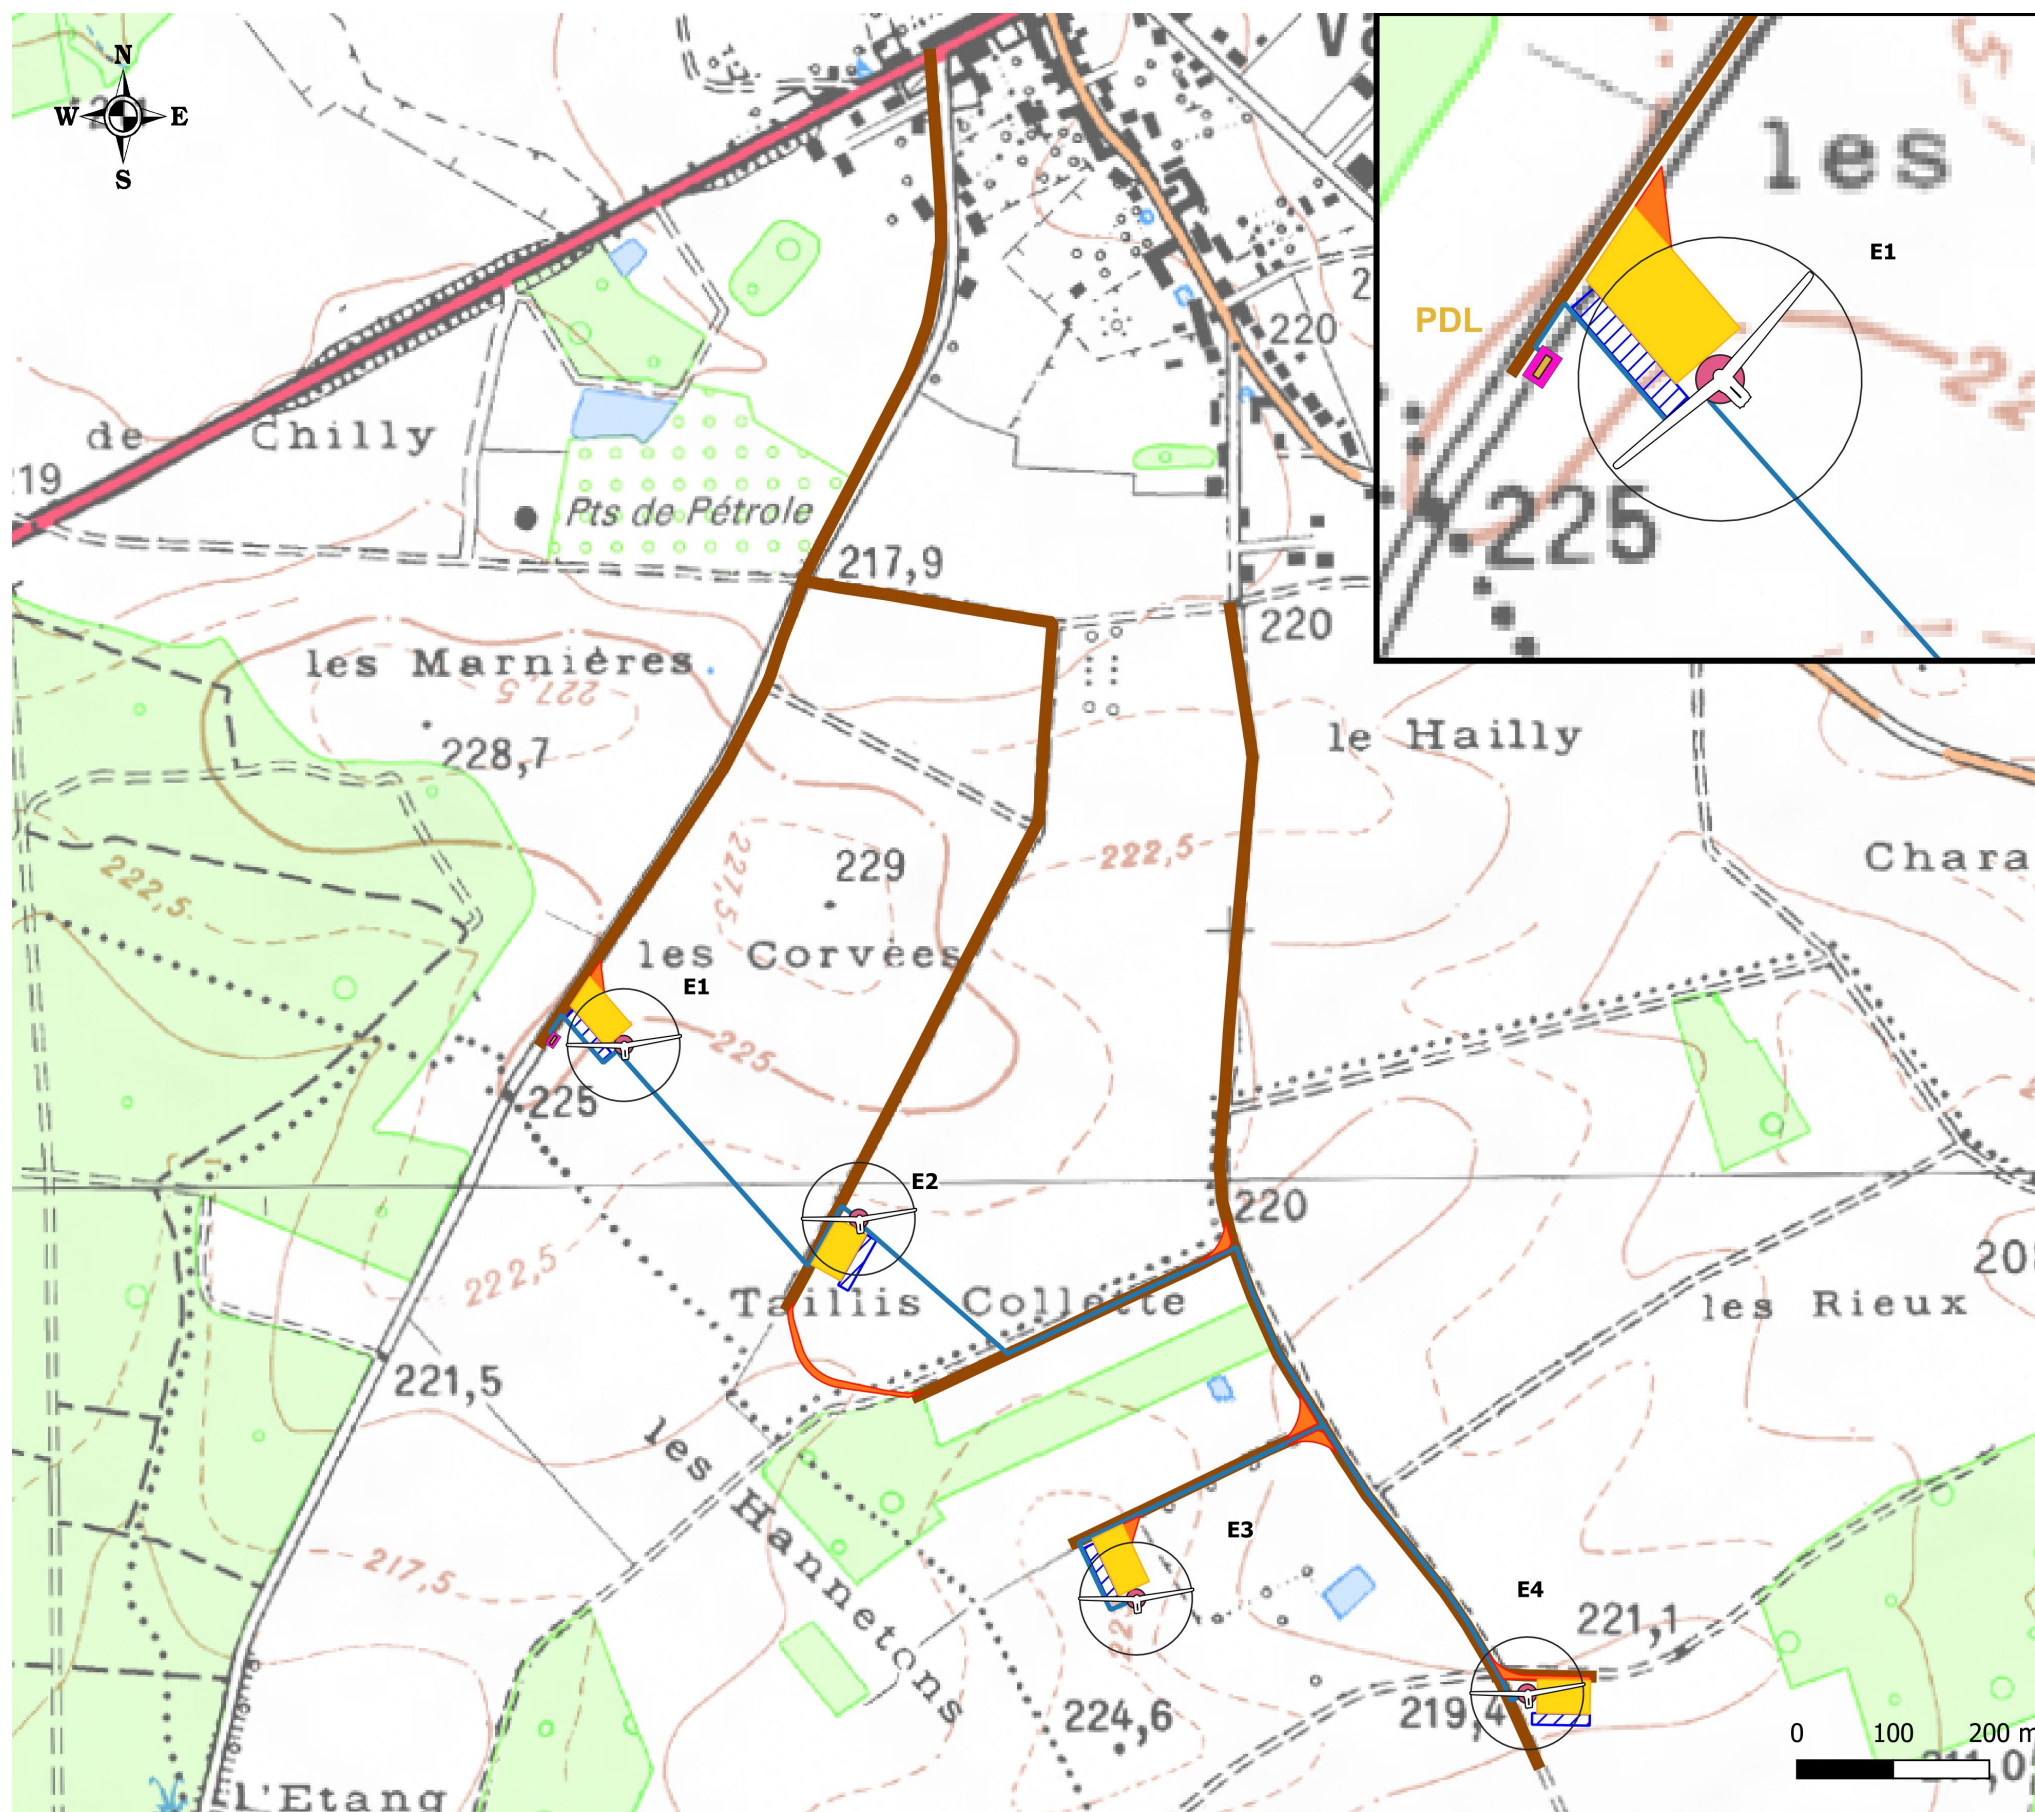 N
W E
S
les
E1
PDL
225
220
de Chilly
Pts de Pétrole
217,9
220
les Marnières
227,5
228,7
le Hailly
229
222,5
Chara
222,5
227,5
les Corvées
E1
225
225
E2
220
222,5
Taillis Collette
les Rieux
221,5
les Hannetons
217,5
E3
E4
221,1
224,6
219,4
0 100 200 m
l'Etang